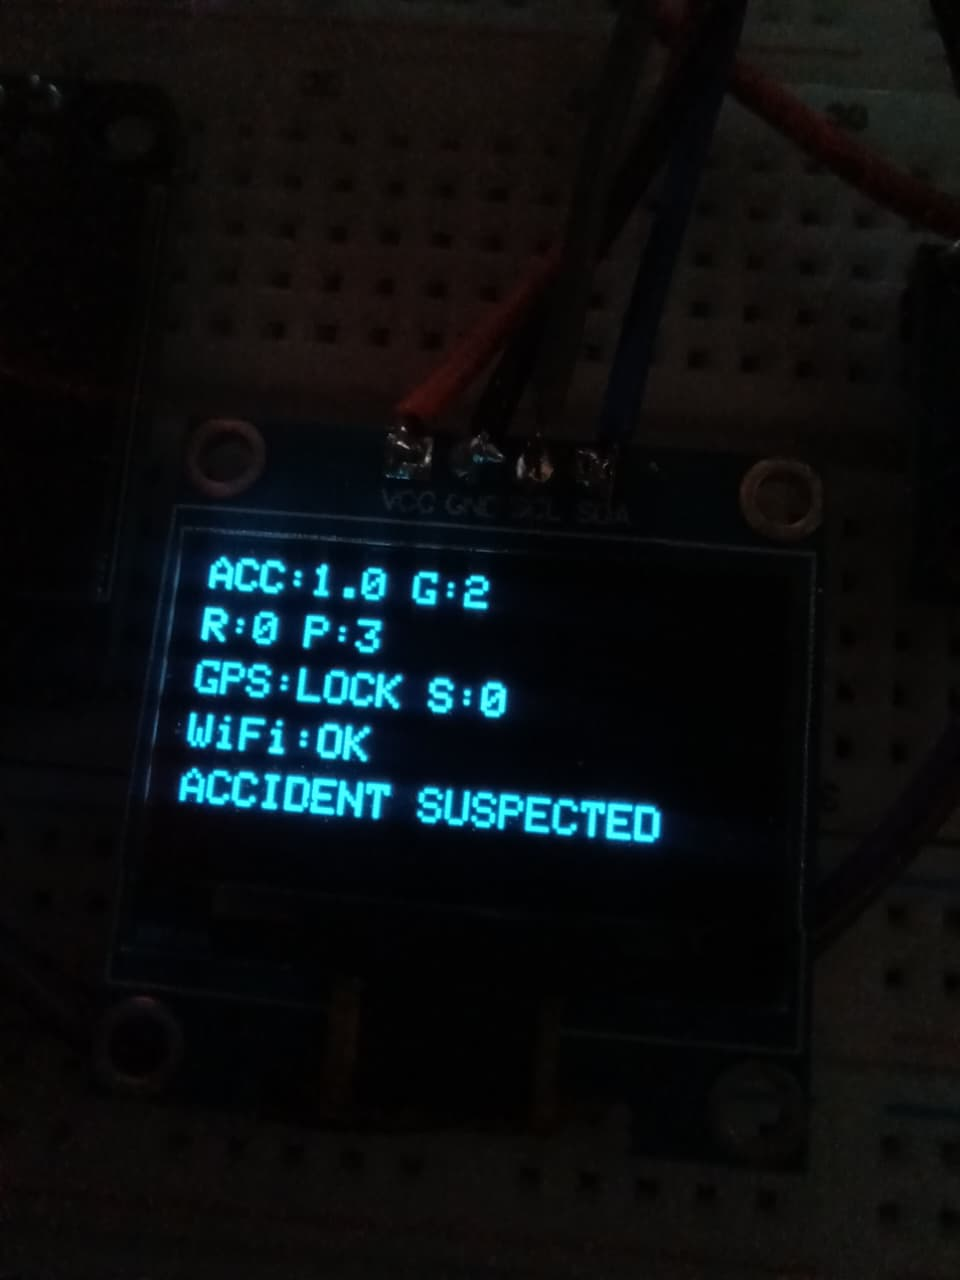 VCC GND SCL SDA
ACC:1.0 G:2
R:0 P:3
GPS:LOCK S:0
WiFi:OK
ACCIDENT SUSPECTED